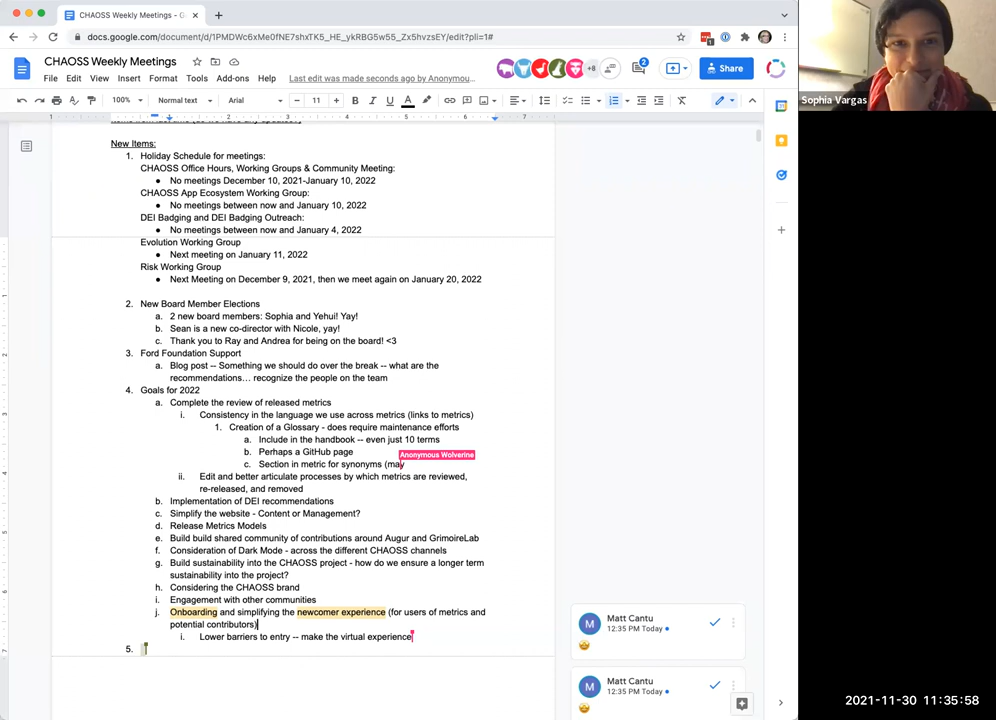 CHAOSS Weekly Meetings - G
docs.google.com/document/d/1PMDWc6xMe0fNE7shxTK5_HE_ykRBG5w55_Zx5hvzsEY/edit?pli=1#
CHAOSS Weekly Meetings
File Edit View Insert Format Tools Add-ons Help Last edit was made seconds ago by Anonymou...
+8
2
Share
100% Normal text Arial 11
New Items:
1. Holiday Schedule for meetings:
CHAOSS Office Hours, Working Groups & Community Meeting:
● No meetings December 10, 2021-January 10, 2022
CHAOSS App Ecosystem Working Group:
● No meetings between now and January 10, 2022
DEI Badging and DEI Badging Outreach:
● No meetings between now and January 4, 2022
Evolution Working Group
● Next meeting on January 11, 2022
Risk Working Group
● Next Meeting on December 9, 2021, then we meet again on January 20, 2022
2. New Board Member Elections
a. 2 new board members: Sophia and Yehui! Yay!
b. Sean is a new co-director with Nicole, yay!
c. Thank you to Ray and Andrea for being on the board! <3
3. Ford Foundation Support
a. Blog post -- Something we should do over the break -- what are the
recommendations... recognize the people on the team
4. Goals for 2022
a. Complete the review of released metrics
i. Consistency in the language we use across metrics (links to metrics)
1. Creation of a Glossary - does require maintenance efforts
a. Include in the handbook -- even just 10 terms
b. Perhaps a GitHub page
Anonymous Wolverine
c. Section in metric for synonyms (may
ii. Edit and better articulate processes by which metrics are reviewed,
re-released, and removed
b. Implementation of DEI recommendations
c. Simplify the website - Content or Management?
d. Release Metrics Models
e. Build build shared community of contributions around Augur and GrimoireLab
f. Consideration of Dark Mode - across the different CHAOSS channels
g. Build sustainability into the CHAOSS project - how do we ensure a longer term
sustainability into the project?
h. Considering the CHAOSS brand
i. Engagement with other communities
j. Onboarding and simplifying the newcomer experience (for users of metrics and
potential contributors)
i. Lower barriers to entry -- make the virtual experience
5.
M Matt Cantu
12:35 PM Today
M Matt Cantu
12:35 PM Today
Sophia Vargas
2021-11-30 11:35:58